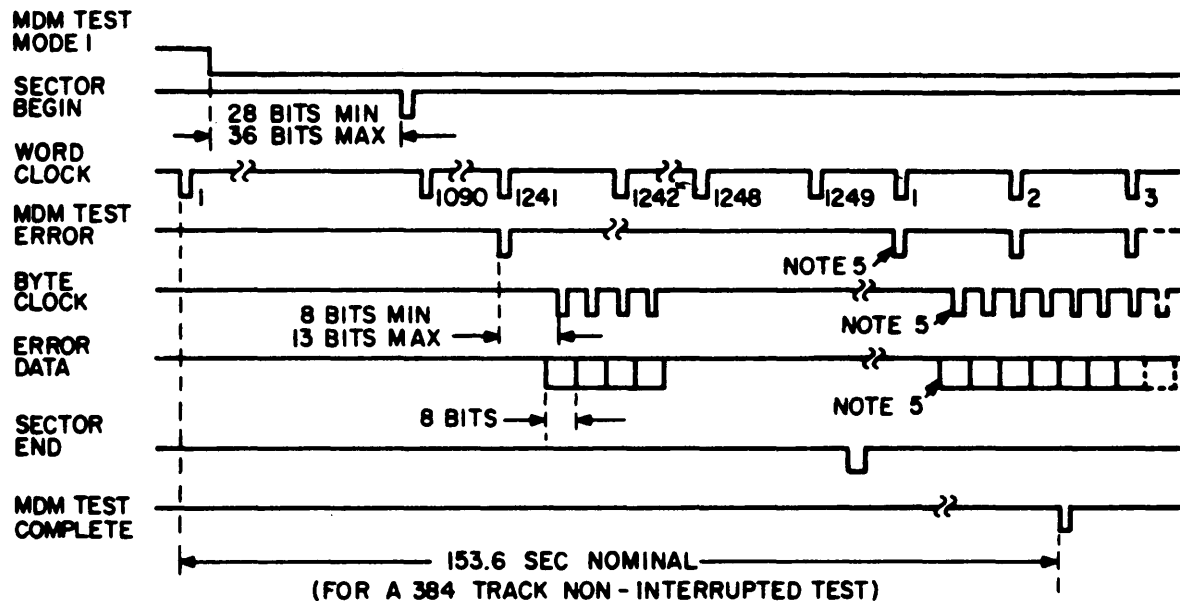 MDM TEST
MODE I
SECTOR
BEGIN
28 BITS MIN
36 BITS MAX
WORD
CLOCK
1
1090
1241
1242
1248
1249
1
2
3
MDM TEST
ERROR
NOTE 5
BYTE
CLOCK
8 BITS MIN
13 BITS MAX
NOTE 5
ERROR
DATA
NOTE 5
8 BITS
SECTOR
END
MDM TEST
COMPLETE
153.6 SEC NOMINAL
(FOR A 384 TRACK NON-INTERRUPTED TEST)